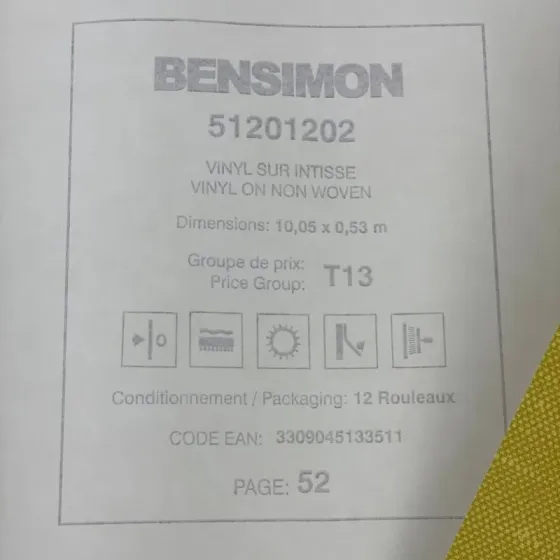 BENSIMON
51201202
VINYL SUR INTISSE
VINYL ON NON WOVEN
Dimensions: 10,05 x 0,53 m
Groupe de prix:
Price Group: T13
Conditionnement / Packaging: 12 Rouleaux
CODE EAN: 3309045133511
PAGE: 52